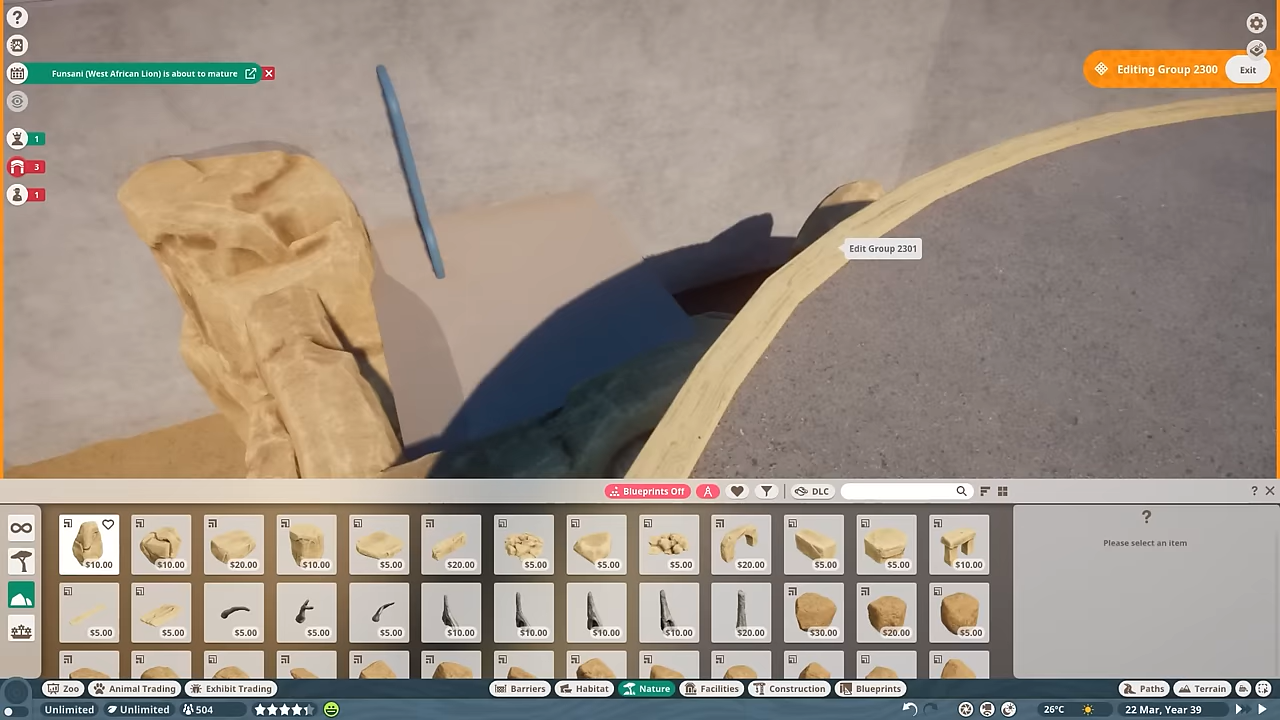 ?
Funsani (West African Lion) is about to mature
1
3
1
Editing Group 2300
Exit
Edit Group 2301
Blueprints Off
DLC
?
$10.00 $10.00 $20.00 $10.00 $5.00 $20.00 $5.00 $5.00 $5.00 $20.00 $5.00 $5.00 $10.00
$5.00 $5.00 $5.00 $5.00 $5.00 $10.00 $10.00 $10.00 $10.00 $20.00 $30.00 $20.00 $5.00
?
Please select an item
Zoo
Animal Trading
Exhibit Trading
Barriers
Habitat
Nature
Facilities
Construction
Blueprints
Paths
Terrain
Unlimited
Unlimited
504
26°C
22 Mar, Year 39